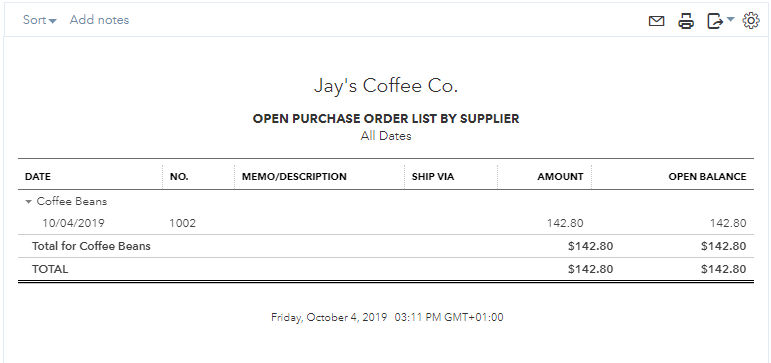 Sort Add notes
Jay's Coffee Co.
OPEN PURCHASE ORDER LIST BY SUPPLIER
All Dates
DATE NO. MEMO/DESCRIPTION SHIP VIA AMOUNT OPEN BALANCE
Coffee Beans
10/04/2019 1002 142.80 142.80
Total for Coffee Beans $142.80 $142.80
TOTAL $142.80 $142.80
Friday, October 4, 2019 03:11 PM GMT+01:00